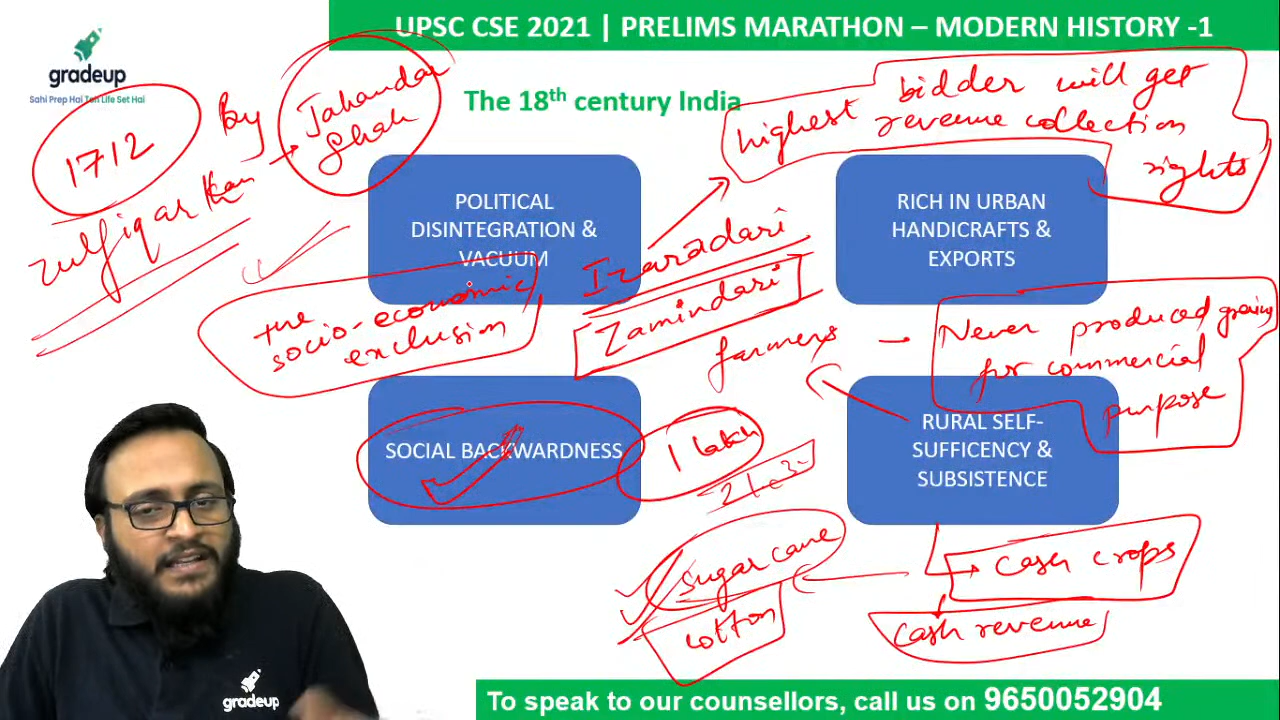 UPSC CSE 2021 | PRELIMS MARATHON – MODERN HISTORY -1
gradeup
Sahi Prep Hai Toh Life Set Hai
The 18th century India
1712
By
Jahandar
Shah
zulfiqar Khan
highest bidder will get
revenue collection
rights
POLITICAL
DISINTEGRATION &
VACUUM
RICH IN URBAN
HANDICRAFTS &
EXPORTS
Izaradari
Zamindari
the
socio-economic
exclusion
farmers
Never produced
for commercial
purpose
SOCIAL BACKWARDNESS
1 lakh
RURAL SELF-
SUFFICENCY &
SUBSISTENCE
sugarcane
cotton
cash crops
cash revenue
gradeup
To speak to our counsellors, call us on 9650052904